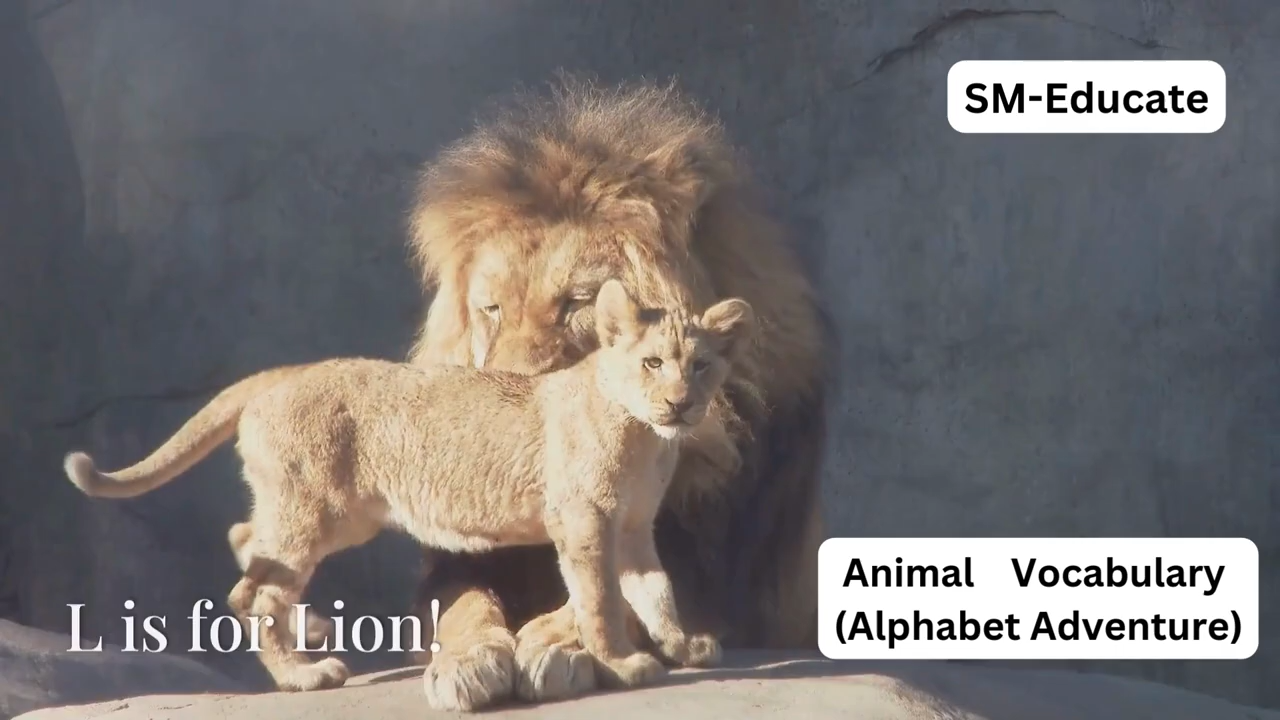 SM-Educate
L is for Lion!
Animal Vocabulary
(Alphabet Adventure)